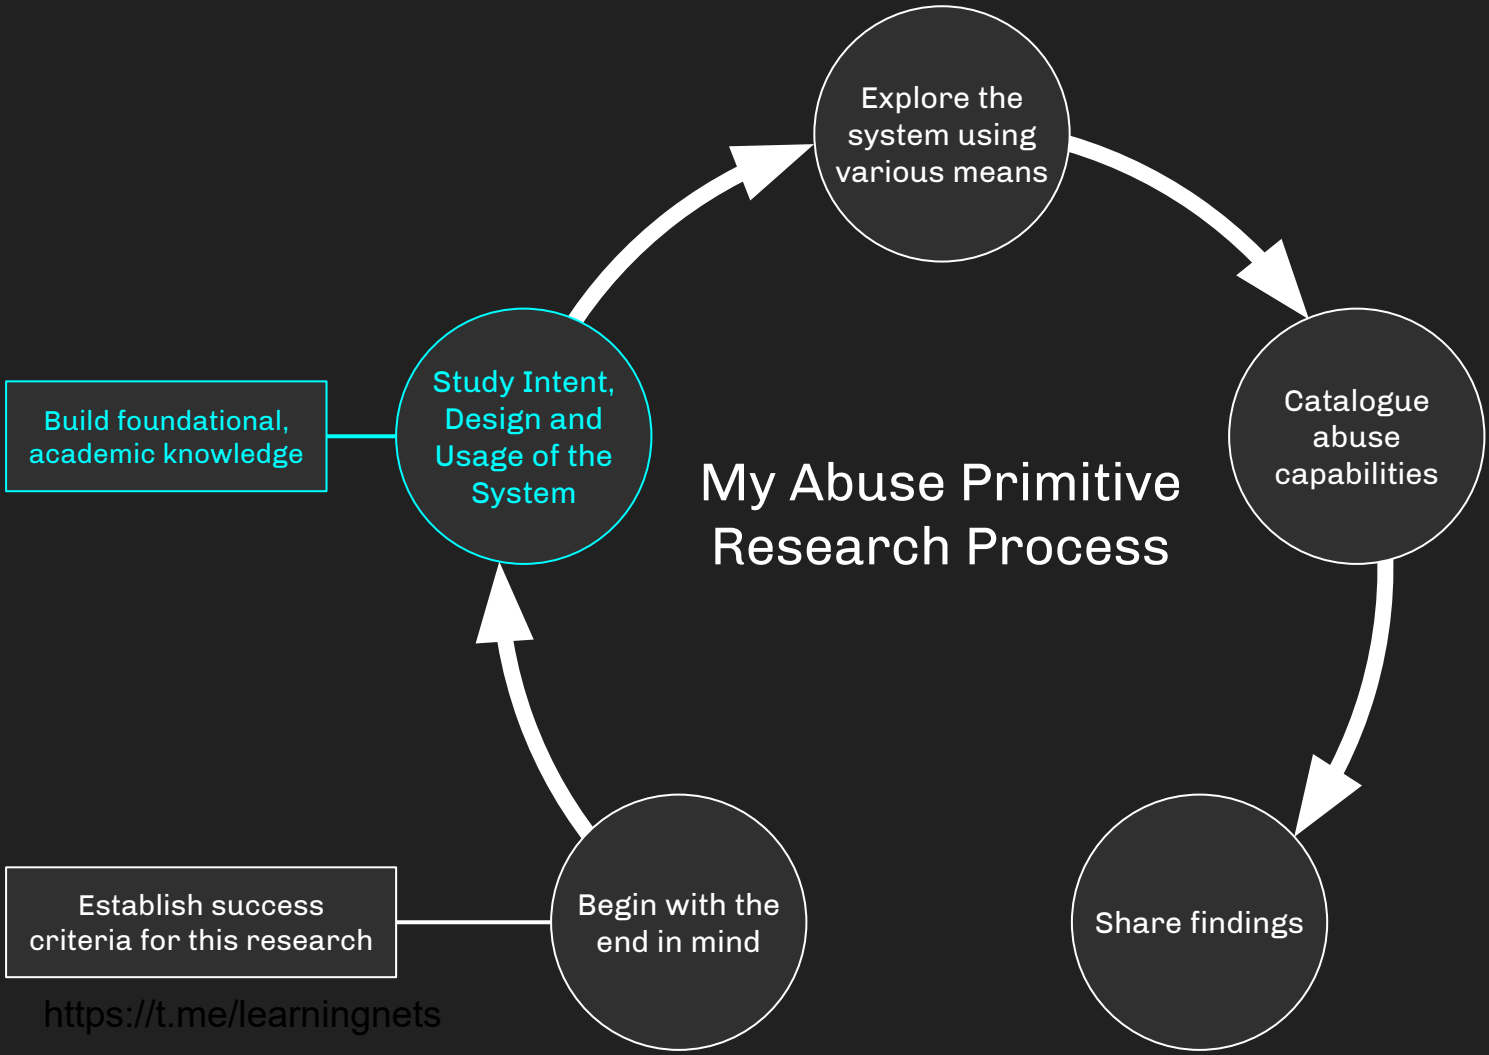 Explore the
system using
various means
Study Intent,
Design and
Usage of the
System
Build foundational,
academic knowledge
Catalogue
abuse
capabilities
My Abuse Primitive
Research Process
Establish success
criteria for this research
Begin with the
end in mind
Share findings
https://t.me/learningnets